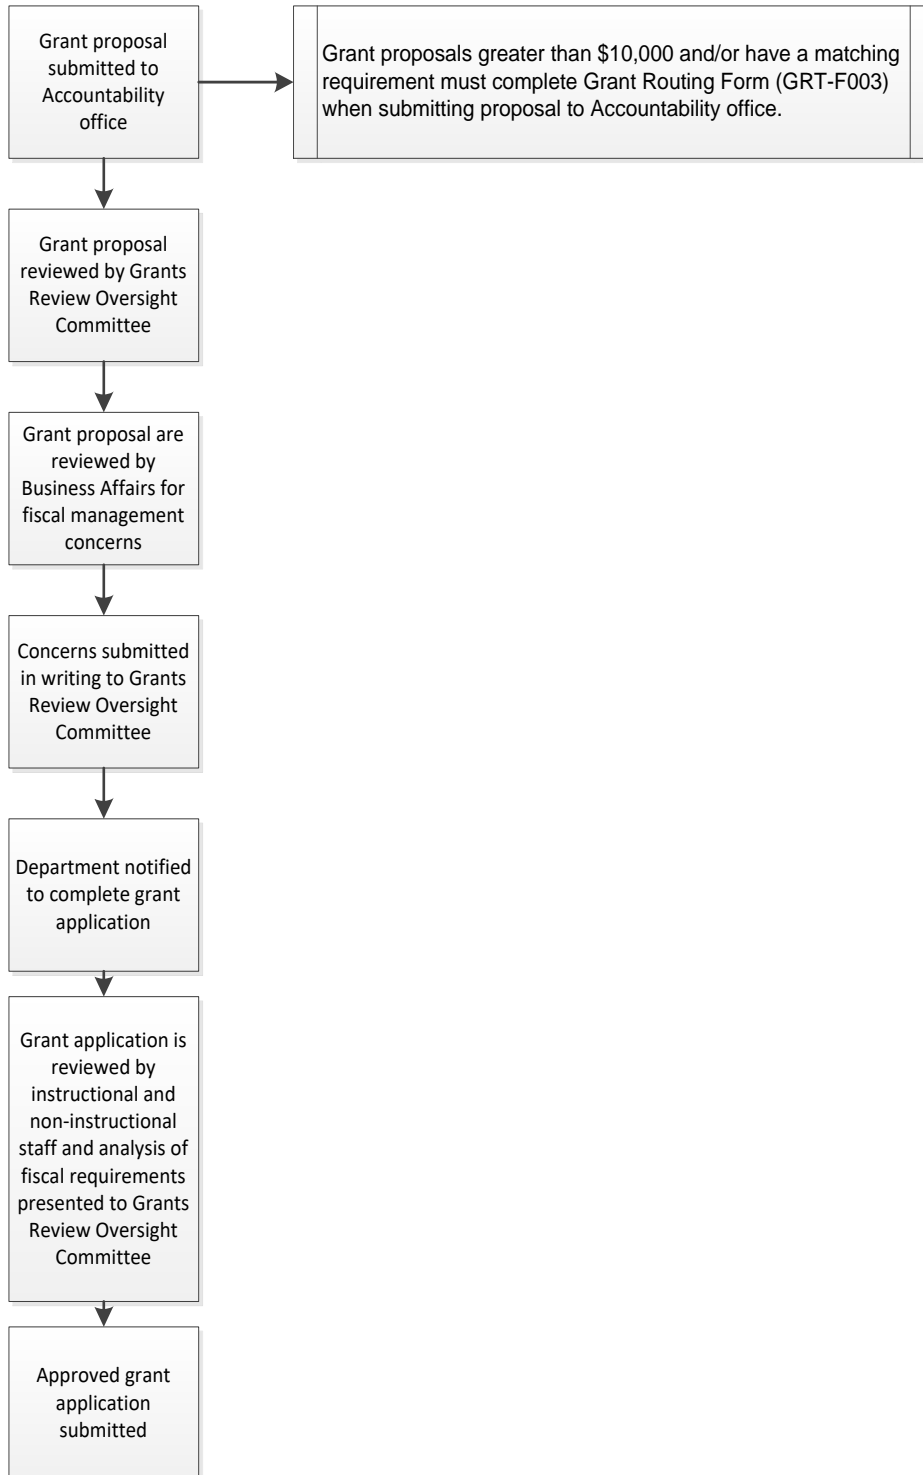 Grant proposal
submitted to
Accountability
office
Grant proposals greater than $10,000 and/or have a matching
requirement must complete Grant Routing Form (GRT-F003)
when submitting proposal to Accountability office.
Grant proposal
reviewed by Grants
Review Oversight
Committee
Grant proposal are
reviewed by
Business Affairs for
fiscal management
concerns
Concerns submitted
in writing to Grants
Review Oversight
Committee
Department notified
to complete grant
application
Grant application is
reviewed by
instructional and
non-instructional
staff and analysis of
fiscal requirements
presented to Grants
Review Oversight
Committee
Approved grant
application
submitted